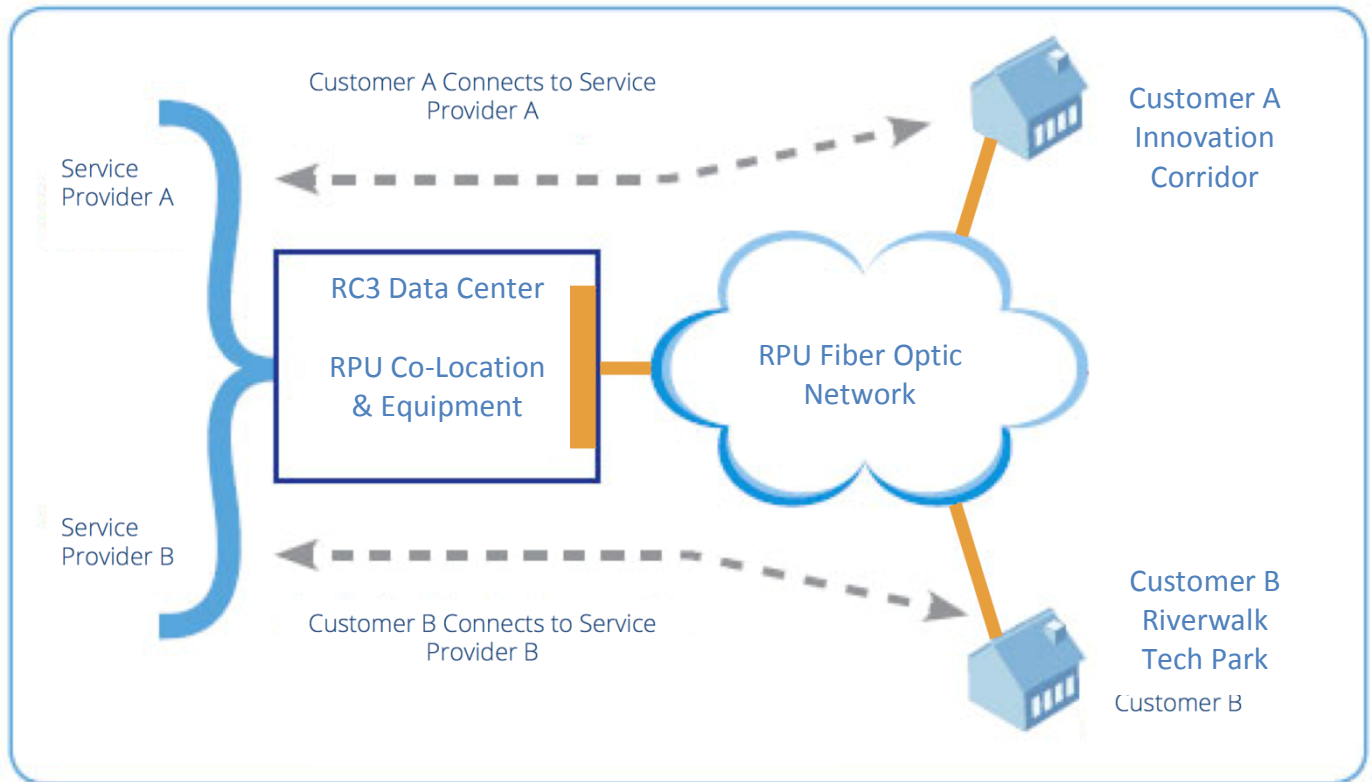 Customer A Connects to Service
Provider A
Service
Provider A
Customer A
Innovation
Corridor
RC3 Data Center
RPU Co-Location
& Equipment
RPU Fiber Optic
Network
Service
Provider B
Customer B Connects to Service
Provider B
Customer B
Riverwalk
Tech Park
Customer B